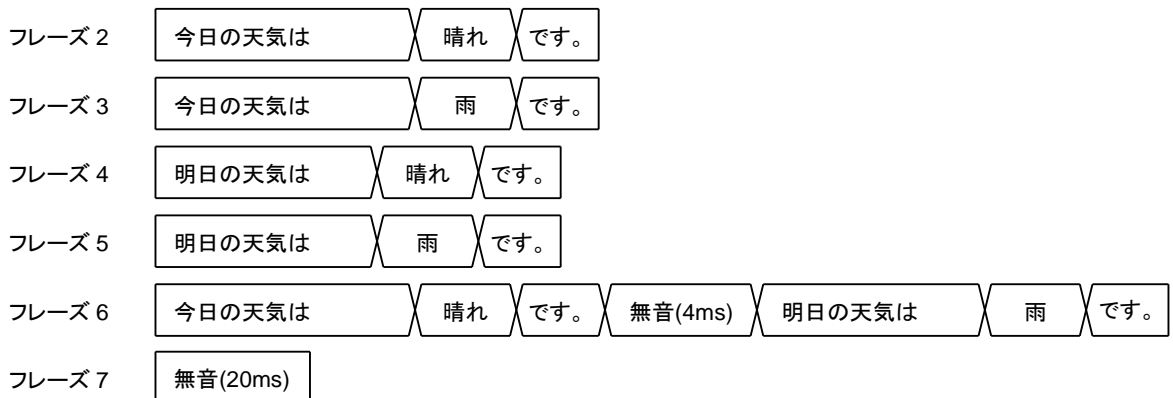 フレーズ 2 今日の天気は 晴れ です。
フレーズ 3 今日の天気は 雨 です。
フレーズ 4 明日の天気は 晴れ です。
フレーズ 5 明日の天気は 雨 です。
フレーズ 6 今日の天気は 晴れ です。 無音(4ms) 明日の天気は 雨 です。
フレーズ 7 無音(20ms)